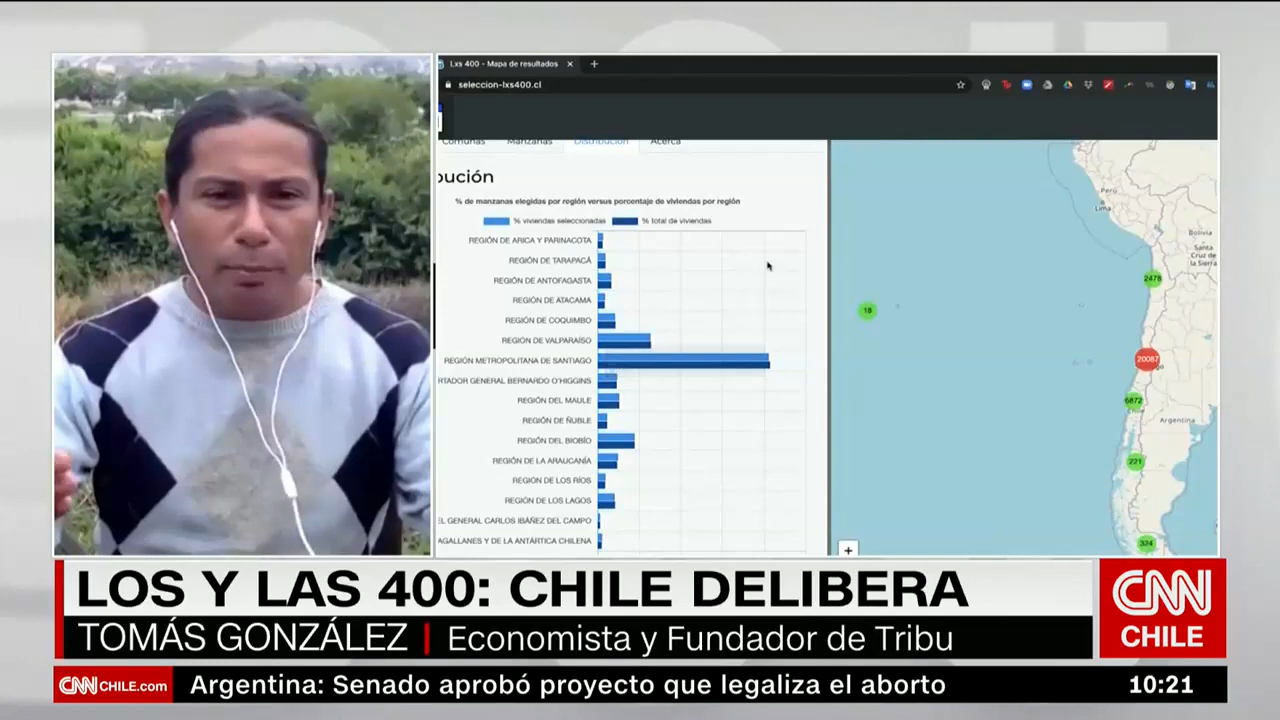 Lxs 400 - Mapa de resultados
seleccion-lxs400.cl
Comunas Manzanas Distribución Acerca
bución
% de manzanas elegidas por región versus porcentaje de viviendas por región
% viviendas seleccionadas % total de viviendas
REGIÓN DE ARICA Y PARINACOTA
REGIÓN DE TARAPACÁ
REGIÓN DE ANTOFAGASTA
REGIÓN DE ATACAMA
REGIÓN DE COQUIMBO
REGIÓN DE VALPARAÍSO
REGIÓN METROPOLITANA DE SANTIAGO
RTADOR GENERAL BERNARDO O'HIGGINS
REGIÓN DEL MAULE
REGIÓN DE ÑUBLE
REGIÓN DEL BIOBÍO
REGIÓN DE LA ARAUCANÍA
REGIÓN DE LOS RÍOS
REGIÓN DE LOS LAGOS
EL GENERAL CARLOS IBÁÑEZ DEL CAMPO
AGALLANES Y DE LA ANTÁRTICA CHILENA
Perú
Lima
Bolivia
Santa
Cruz de
la Sierra
2478
18
20087
6872
Argentina
221
324
+
LOS Y LAS 400: CHILE DELIBERA
TOMÁS GONZÁLEZ | Economista y Fundador de Tribu
CNN
CHILE
CNNCHILE.com Argentina: Senado aprobó proyecto que legaliza el aborto 10:21